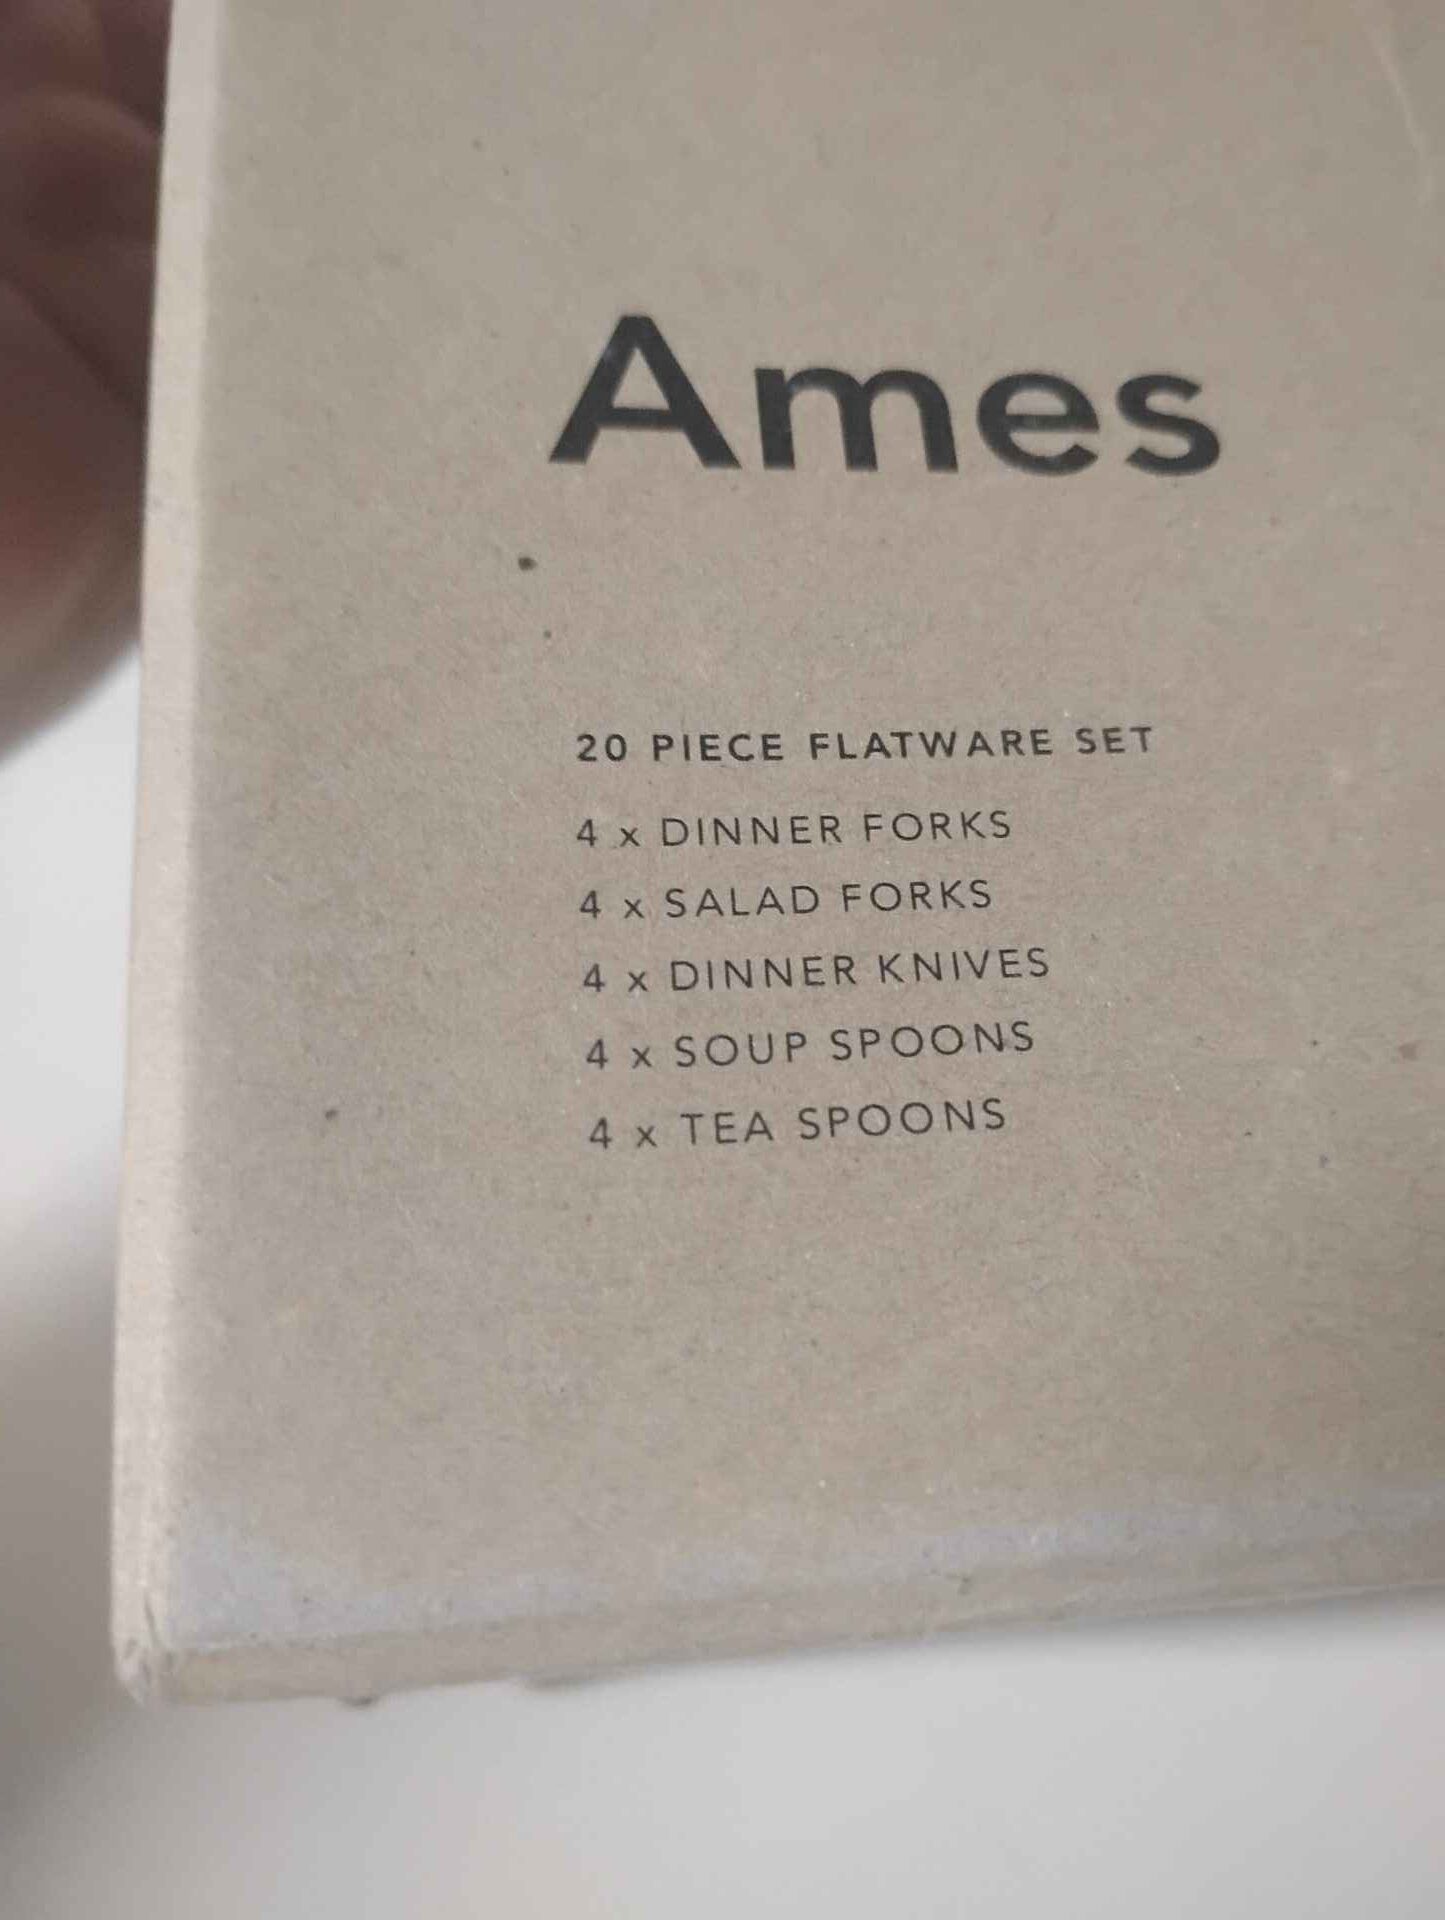 Ames
20 PIECE FLATWARE SET
4 x DINNER FORKS
4 x SALAD FORKS
4 x DINNER KNIVES
4 x SOUP SPOONS
4 x TEA SPOONS